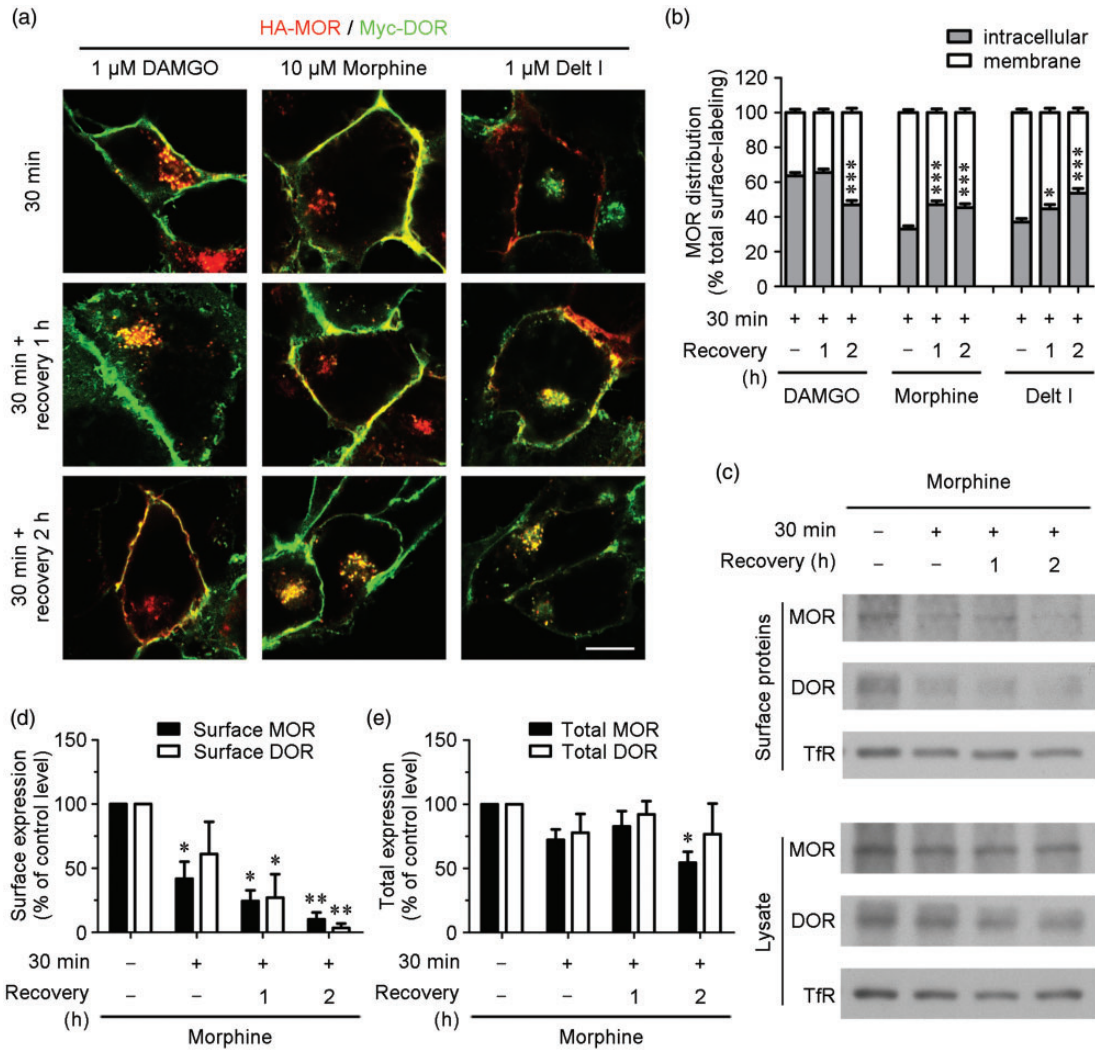 (a)
HA-MOR / Myc-DOR
1 µM DAMGO 10 µM Morphine 1 µM Delt I
30 min
30 min +
recovery 1 h
30 min +
recovery 2 h
(b)
intracellular
membrane
MOR distribution
(% total surface-labeling)
120
100
80
60
40
20
0
*** *** *** * ***
30 min + + + + + + + + +
Recovery – 1 2 – 1 2 – 1 2
(h)
DAMGO Morphine Delt I
(c)
Morphine
30 min – + + +
Recovery (h) – – 1 2
Surface proteins
MOR
DOR
TfR
Lysate
MOR
DOR
TfR
(d)
Surface MOR
Surface DOR
Surface expression
(% of control level)
150
100
50
0
* * * ** **
30 min – + + +
Recovery – – 1 2
(h)
Morphine
(e)
Total MOR
Total DOR
Total expression
(% of control level)
150
100
50
0
*
30 min – + + +
Recovery – – 1 2
(h)
Morphine